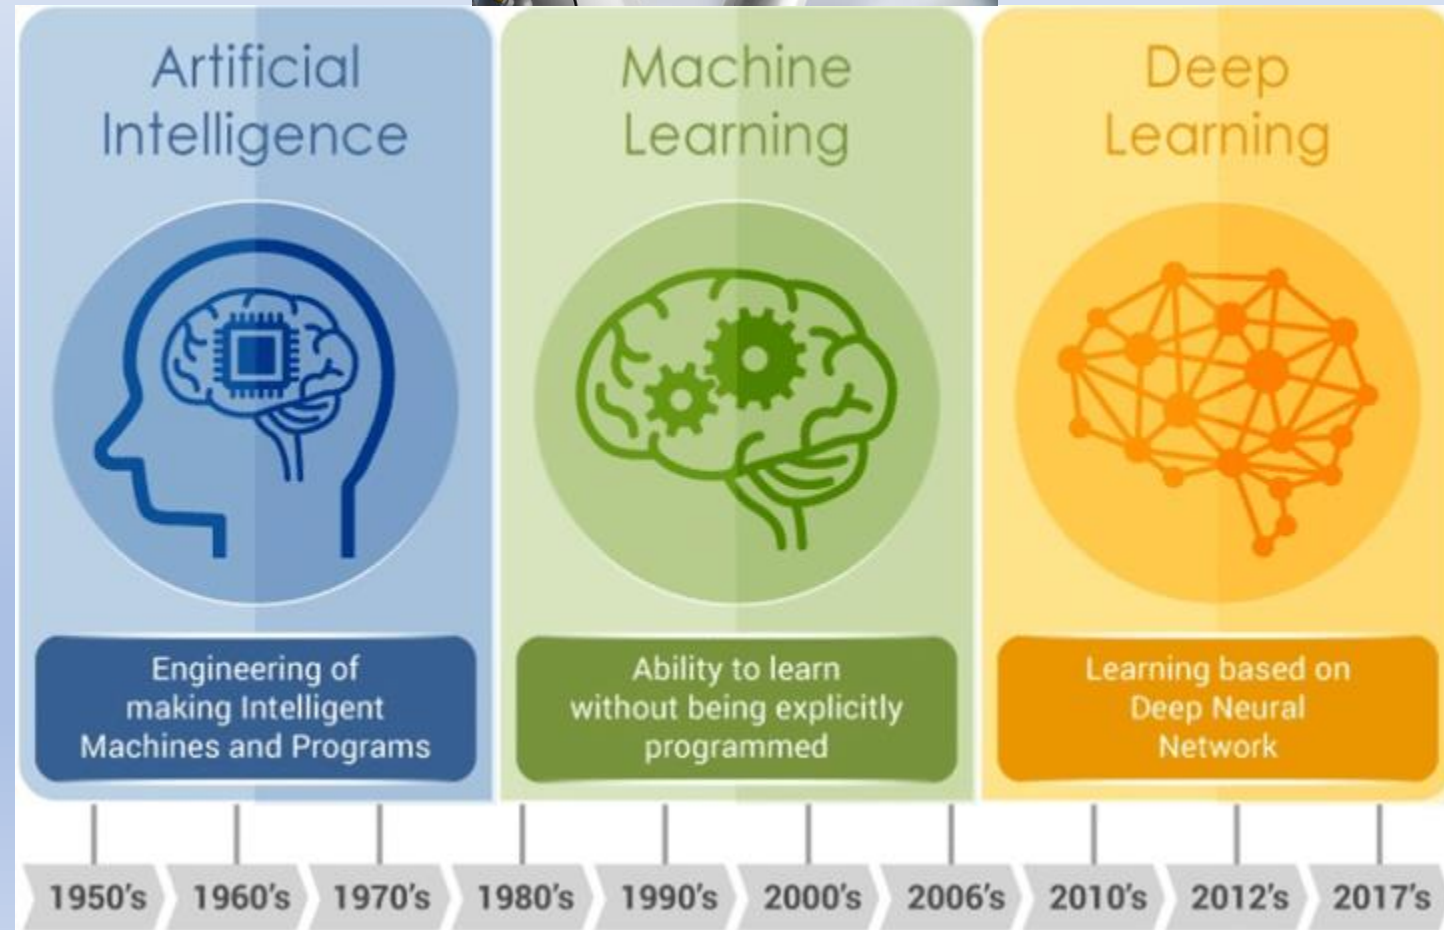 Artificial
Intelligence
Machine
Learning
Deep
Learning
Engineering of
making Intelligent
Machines and Programs
Ability to learn
without being explicitly
programmed
Learning based on
Deep Neural
Network
1950's
1960's
1970's
1980's
1990's
2000's
2006's
2010's
2012's
2017's